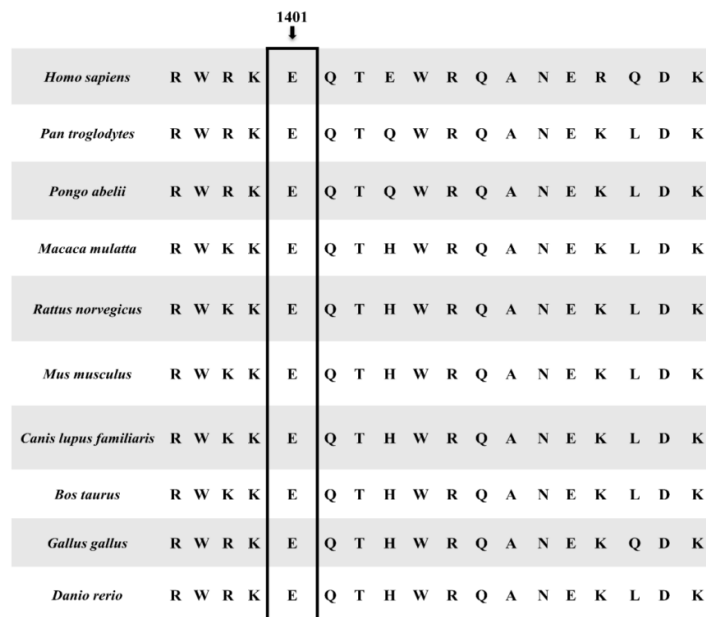 1401
Homo sapiens R W R K E Q T E W R Q A N E R Q D K
Pan troglodytes R W R K E Q T Q W R Q A N E K L D K
Pongo abelii R W R K E Q T Q W R Q A N E K L D K
Macaca mulatta R W K K E Q T H W R Q A N E K L D K
Rattus norvegicus R W K K E Q T H W R Q A N E K L D K
Mus musculus R W K K E Q T H W R Q A N E K L D K
Canis lupus familiaris R W K K E Q T H W R Q A N E K L D K
Bos taurus R W K K E Q T H W R Q A N E K L D K
Gallus gallus R W R K E Q T H W R Q A N E K Q D K
Danio rerio R W R K E Q T H W R Q A N E K L D K